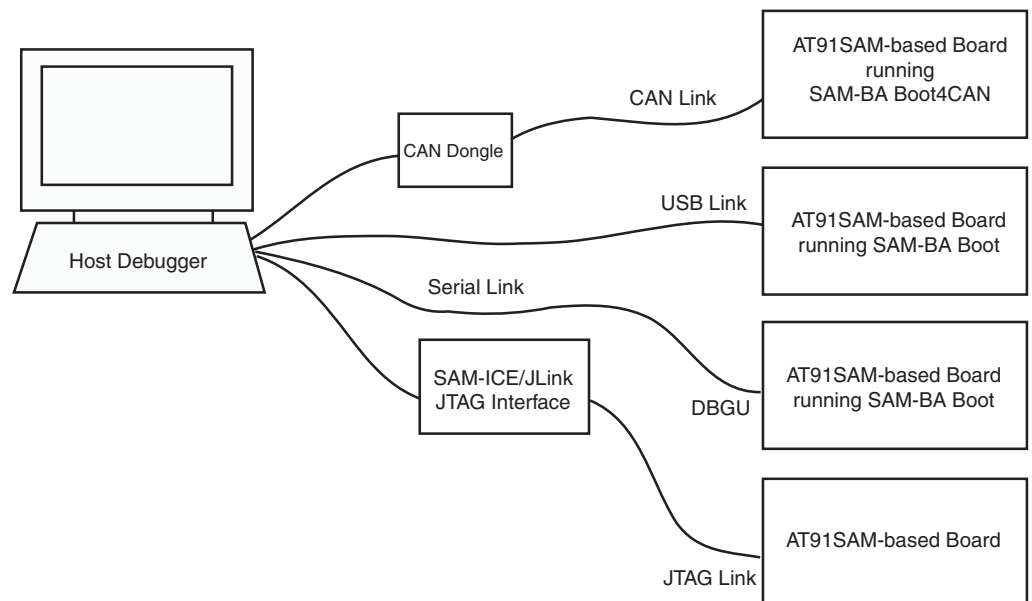 AT91SAM-based Board
running
SAM-BA Boot4CAN
CAN Link
CAN Dongle
USB Link
AT91SAM-based Board
running SAM-BA Boot
Host Debugger
Serial Link
SAM-ICE/JLink
JTAG Interface
DBGU
AT91SAM-based Board
running SAM-BA Boot
AT91SAM-based Board
JTAG Link